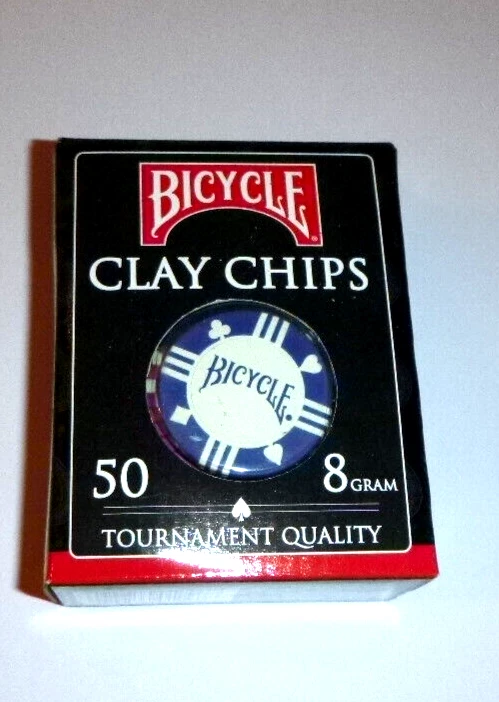 BICYCLE®
CLAY CHIPS
BICYCLE®
50
8 GRAM
TOURNAMENT QUALITY